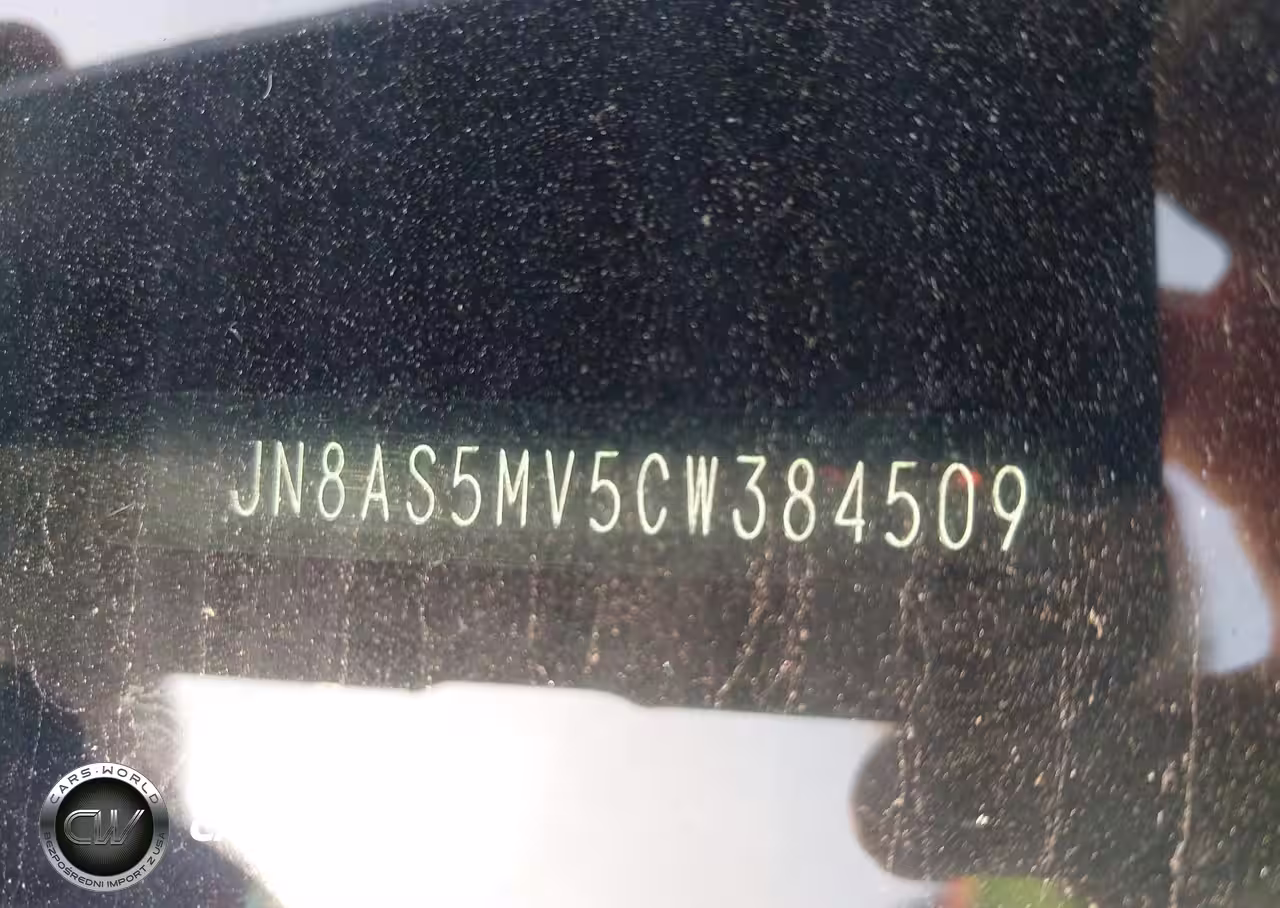 JN8AS5MV5CW384509
CARS·WORLD
CW
BEZPOŚREDNI IMPORT Z USA